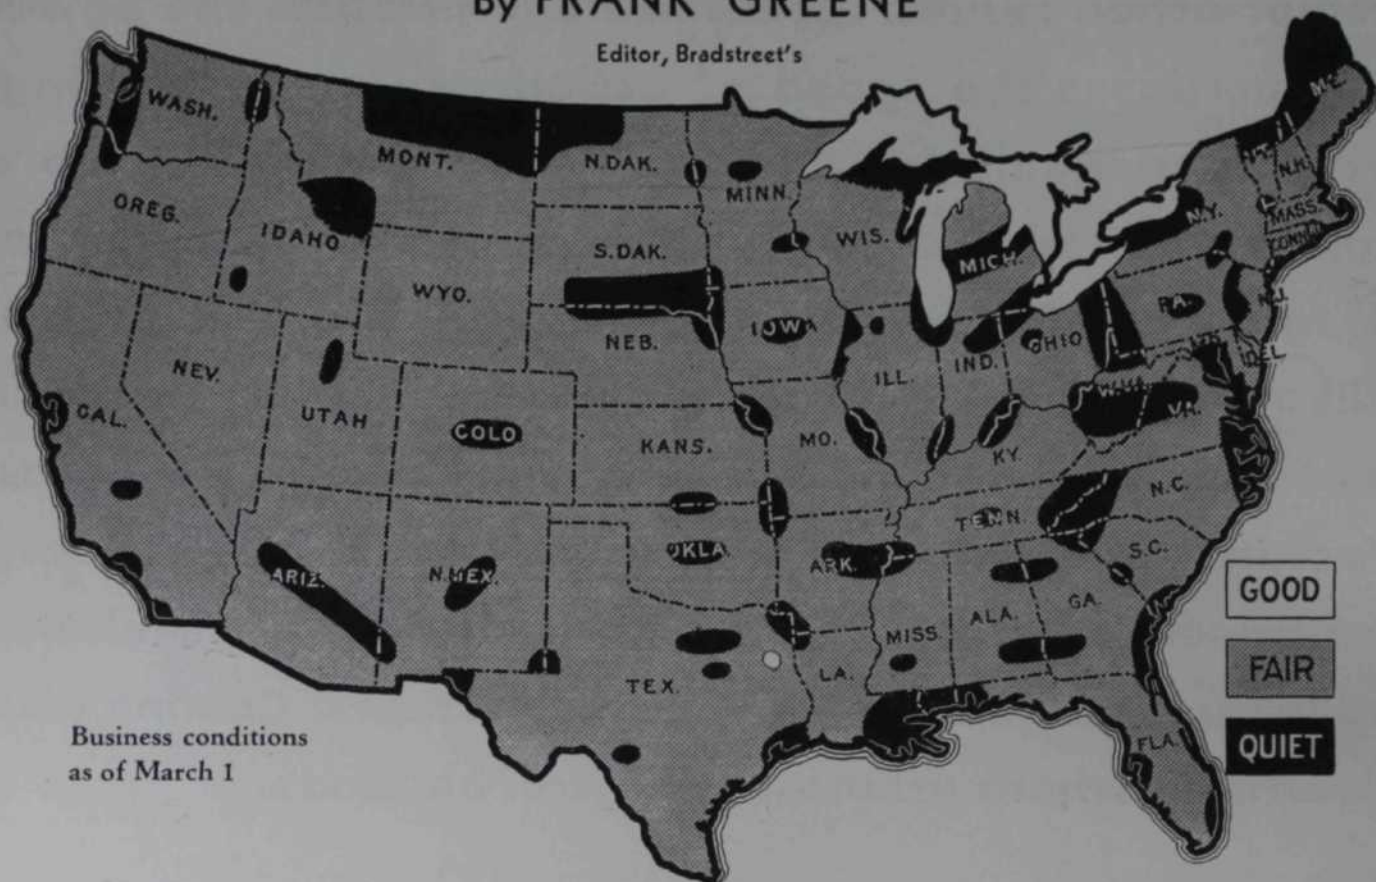 By FRANK GREENE
Editor, Bradstreet's
WASH.
MONT.
N.DAK.
MINN.
ME.
VT.
N.H.
OREG.
IDAHO
S.DAK.
WIS.
MICH.
N.Y.
MASS.
CONN.
WYO.
IOWA
NEB.
PA.
N.J.
OHIO
IND.
ILL.
DEL.
NEV.
UTAH
COLO
CAL.
KANS.
MO.
W.VA.
VA.
KY.
N.C.
TENN.
OKLA.
ARK.
S.C.
ARIZ.
N.MEX.
GA.
ALA.
MISS.
TEX.
LA.
FLA.
GOOD
FAIR
QUIET
Business conditions
as of March 1